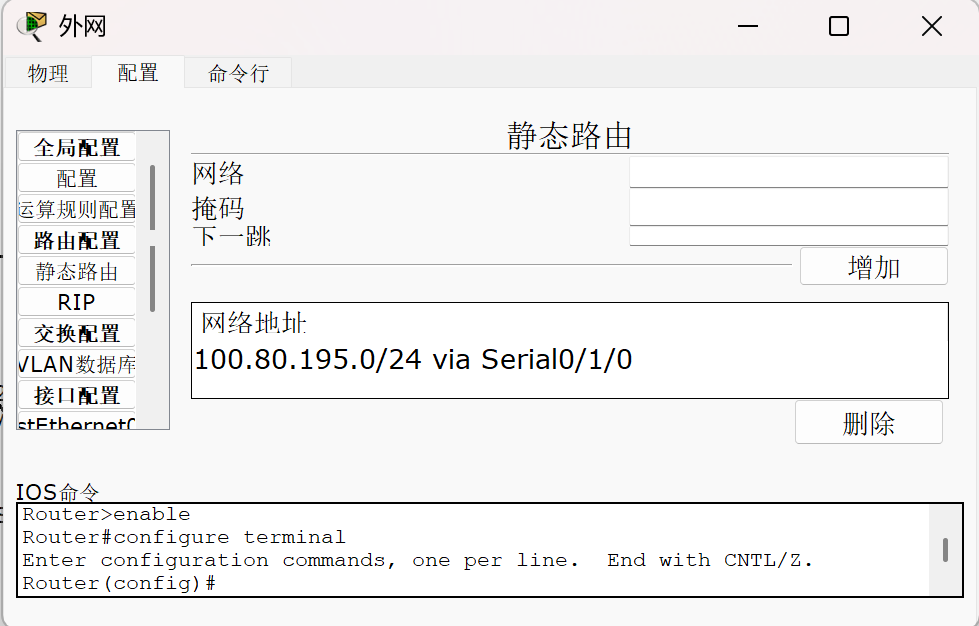 外网
物理 配置 命令行
全局配置
配置
运算规则配置
路由配置
静态路由
RIP
交换配置
VLAN数据库
接口配置
stEthernet0
静态路由
网络
掩码
下一跳
增加
网络地址
100.80.195.0/24 via Serial0/1/0
删除
IOS命令
Router>enable
Router#configure terminal
Enter configuration commands, one per line.  End with CNTL/Z.
Router(config)#